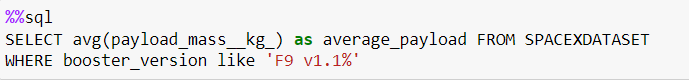 %%sql
SELECT avg(payload_mass__kg_) as average_payload FROM SPACEXDATASET
WHERE booster_version like 'F9 v1.1%'